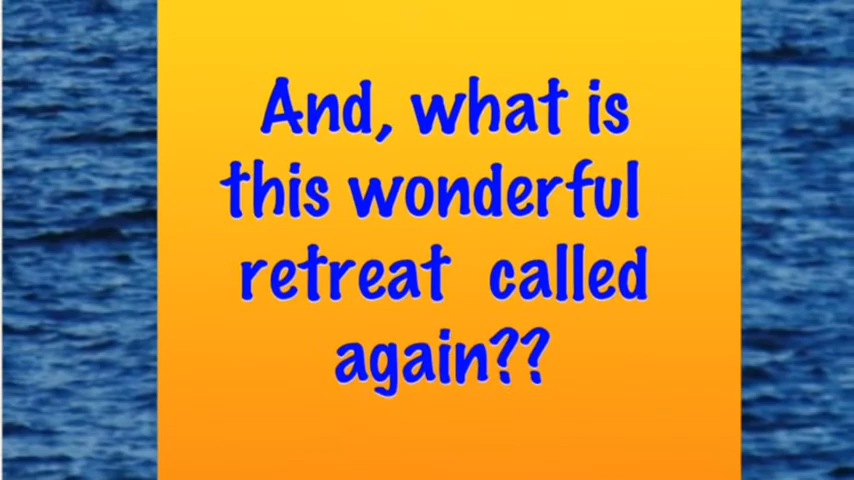 And, what is
this wonderful
retreat called
again??